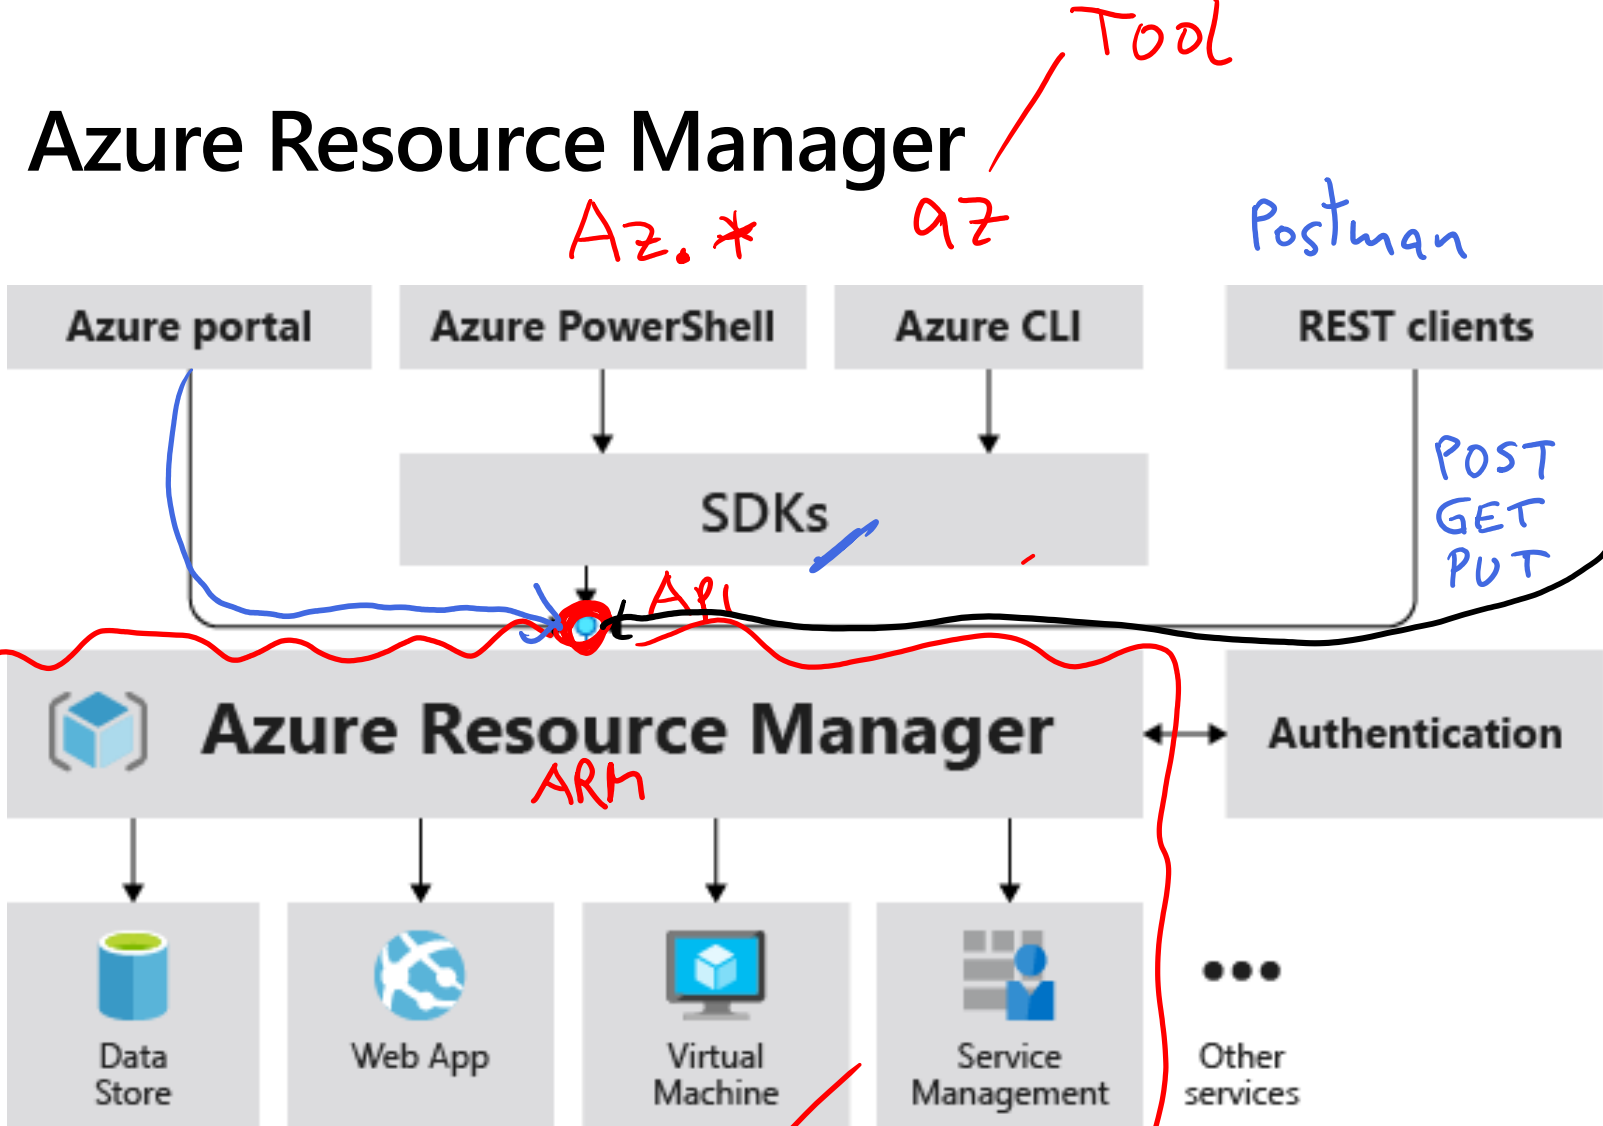 Tool
Azure Resource Manager
Az.*
az
Postman
Azure portal
Azure PowerShell
Azure CLI
REST clients
SDKs
POST
GET
PUT
API
Azure Resource Manager
ARM
Authentication
Data
Store
Web App
Virtual
Machine
Service
Management
Other
services